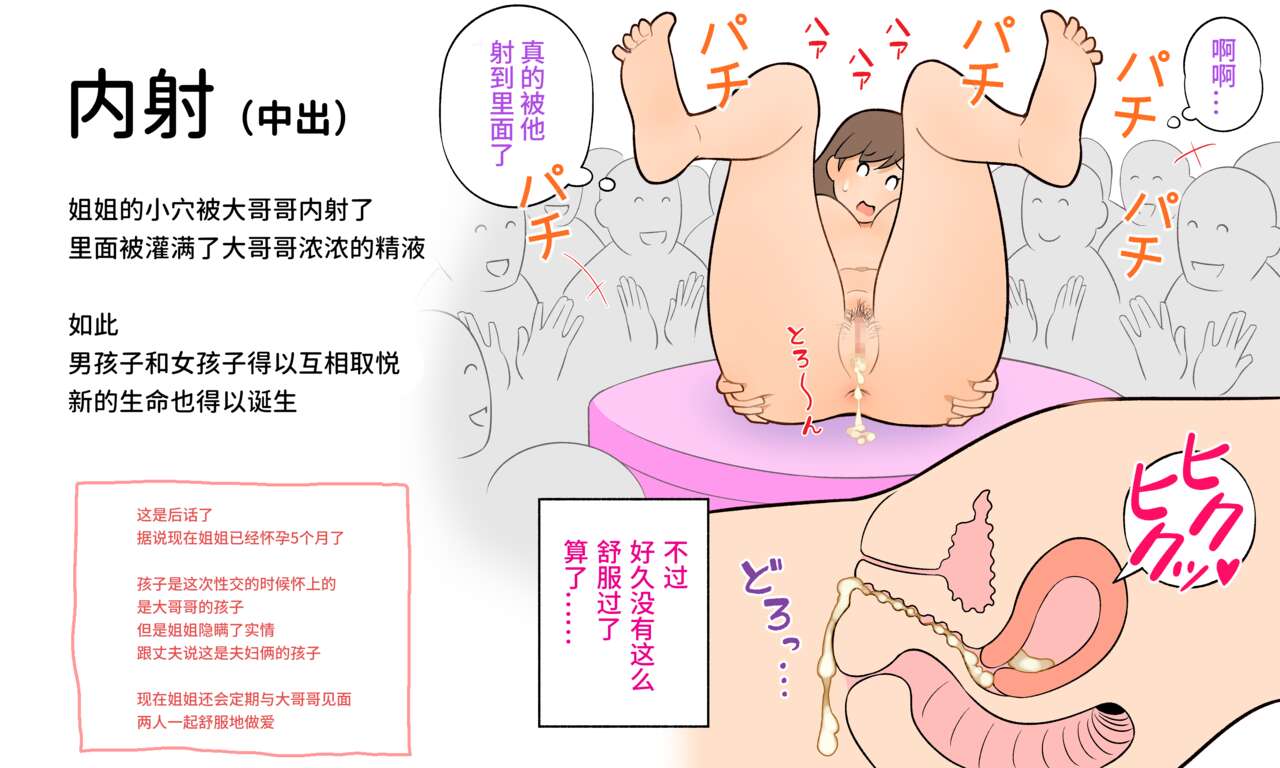 内射（中出）
姐姐的小穴被大哥哥内射了
里面被灌满了大哥哥浓浓的精液
如此
男孩子和女孩子得以互相取悦
新的生命也得以诞生
这是后话了
据说现在姐姐已经怀孕5个月了
孩子是这次性交的时候怀上的
是大哥哥的孩子
但是姐姐隐瞒了实情
跟丈夫说这是夫妇俩的孩子
现在姐姐还会定期与大哥哥见面
两人一起舒服地做爱
啊啊…
真的被他
射到里面了
パチ
パチ
パチ
パチ
パチ
ハァ
ハァ
ハァ
とろ～ん
不过
好久没有这么
舒服过了
算了……
どろっ…
ヒクヒクッ♥